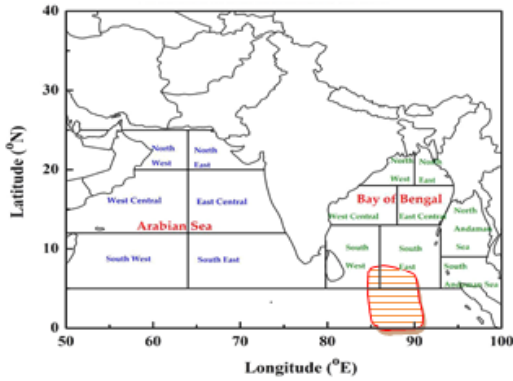 40
30
20
10
0
Latitude (°N)
North
West
North
East
West Central
East Central
Arabian Sea
South West
South East
North
West
North
East
Bay of Bengal
West Central
East Central
North
Andaman
Sea
South
West
South
East
South
Andaman Sea
50
60
70
80
90
100
Longitude (°E)